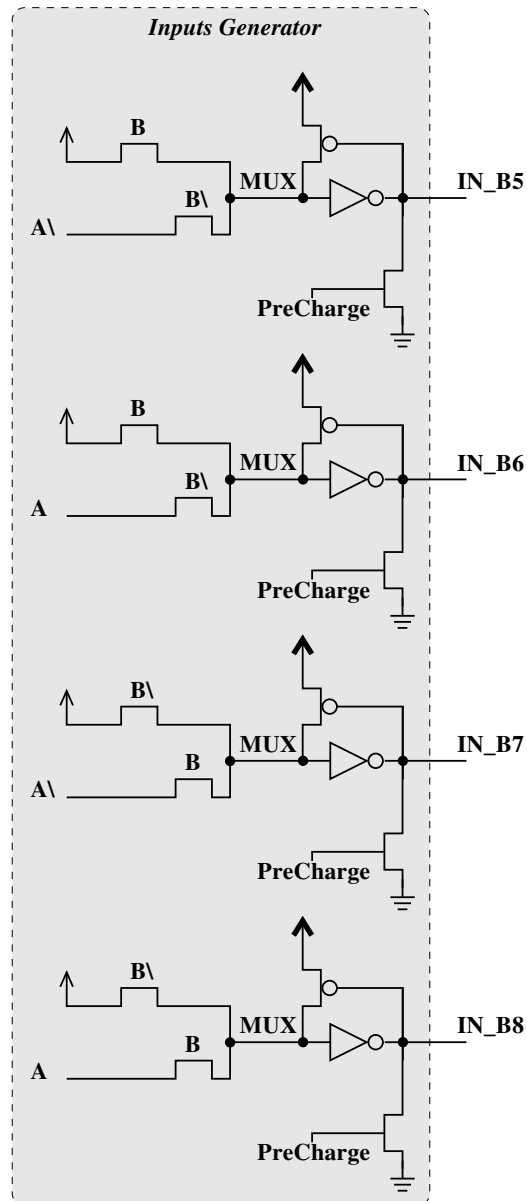 Inputs Generator
B
MUX
IN_B5
B\
A\
PreCharge
B
MUX
IN_B6
B\
A
PreCharge
B\
MUX
IN_B7
B
A\
PreCharge
B\
MUX
IN_B8
B
A
PreCharge